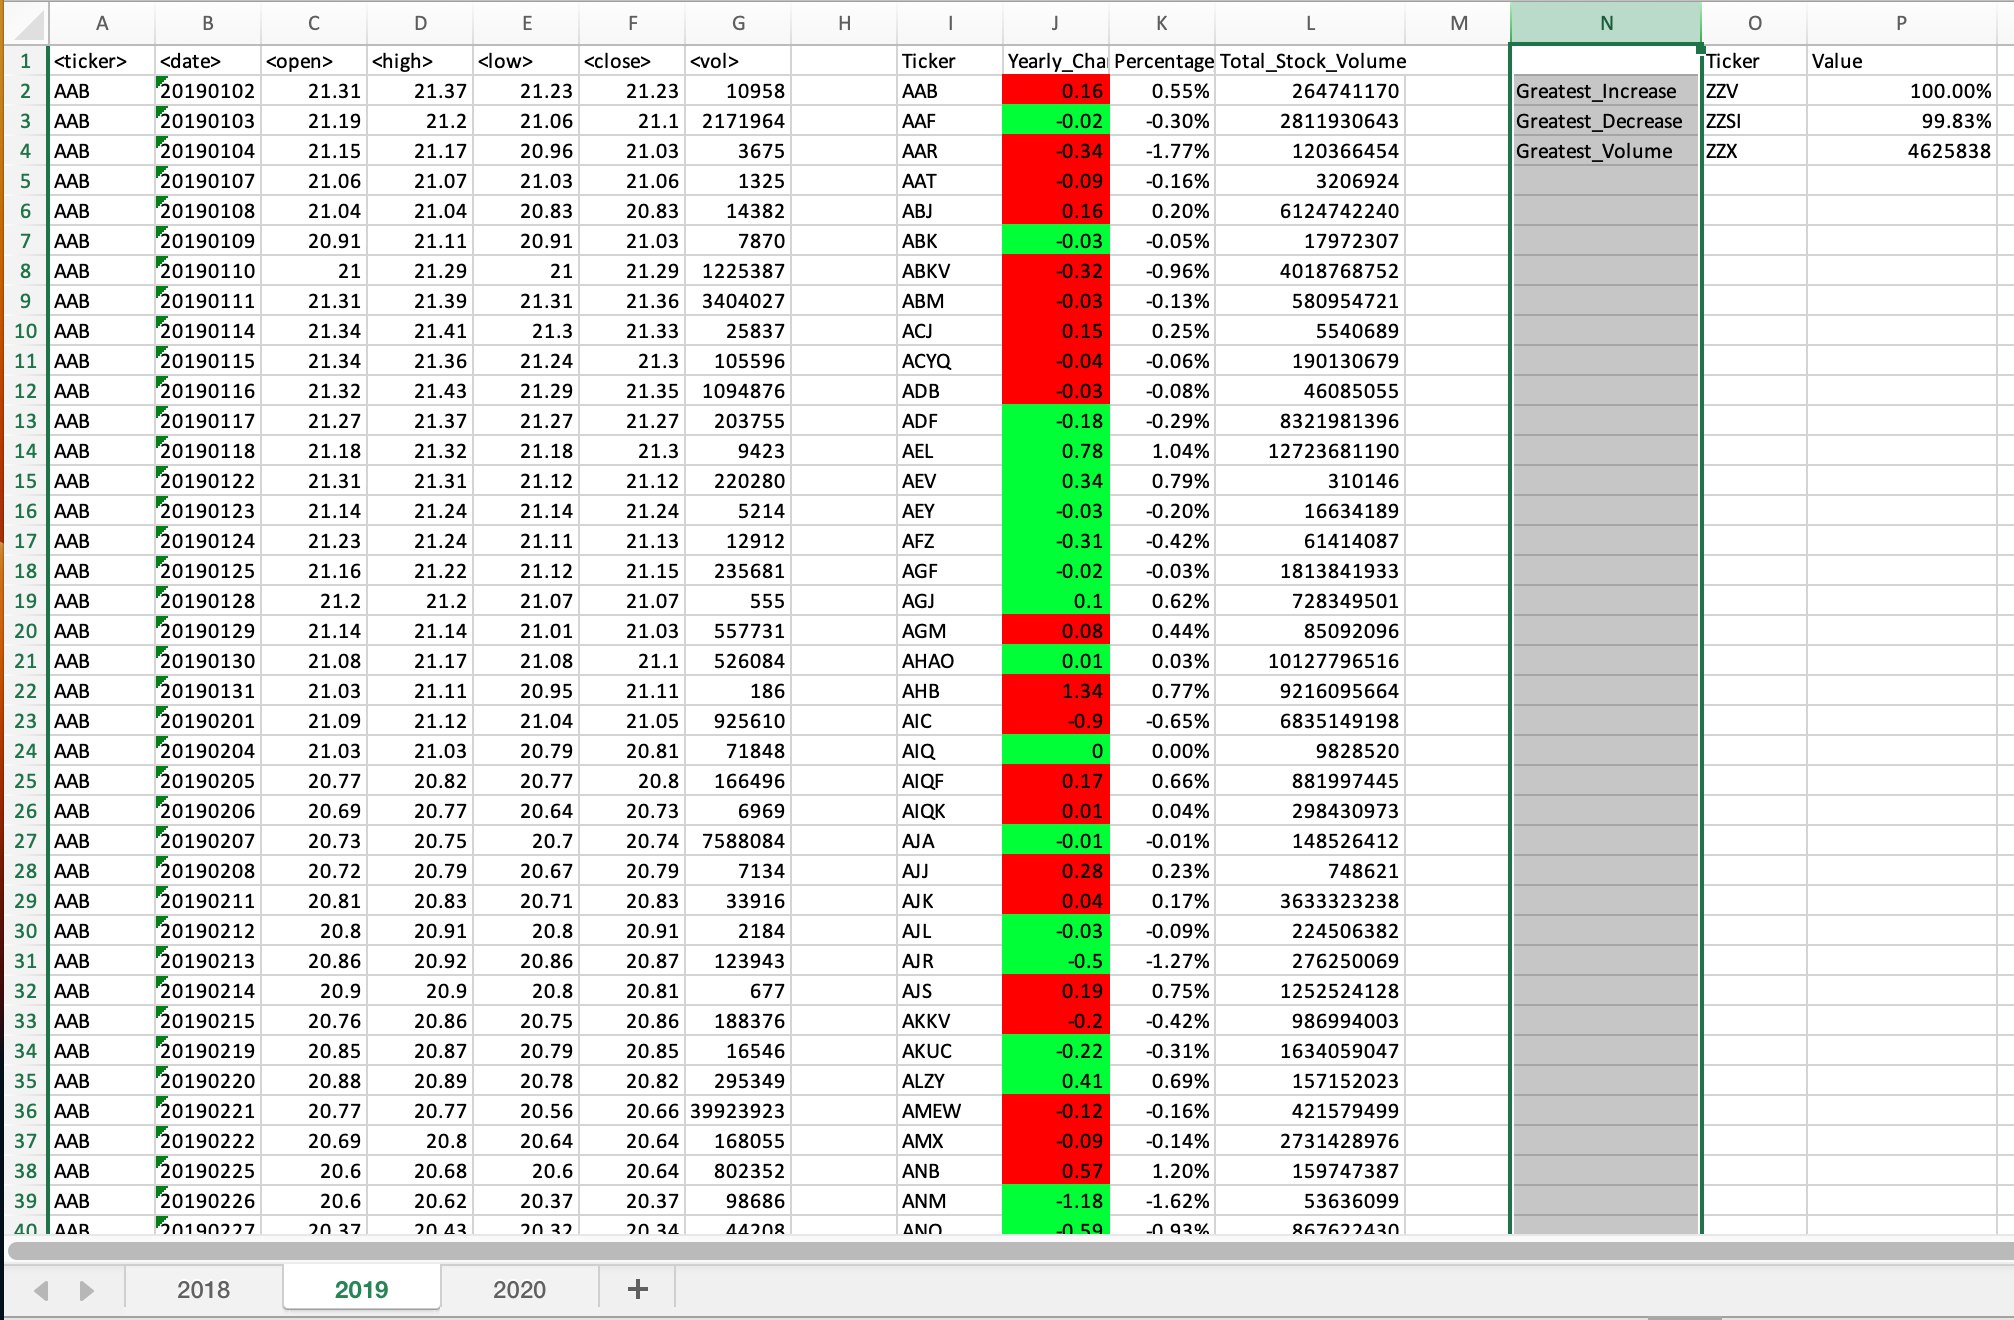 A B C D E F G H I J K L M N O P
1 <ticker> <date> <open> <high> <low> <close> <vol> Ticker Yearly_Cha Percentage Total_Stock_Volume Ticker Value
2 AAB 20190102 21.31 21.37 21.23 21.23 10958 AAB 0.16 0.55% 264741170 Greatest_Increase ZZV 100.00%
3 AAB 20190103 21.19 21.2 21.06 21.1 2171964 AAF -0.02 -0.30% 2811930643 Greatest_Decrease ZZSI 99.83%
4 AAB 20190104 21.15 21.17 20.96 21.03 3675 AAR -0.34 -1.77% 120366454 Greatest_Volume ZZX 4625838
5 AAB 20190107 21.06 21.07 21.03 21.06 1325 AAT -0.09 -0.16% 3206924
6 AAB 20190108 21.04 21.04 20.83 20.83 14382 ABJ 0.16 0.20% 6124742240
7 AAB 20190109 20.91 21.11 20.91 21.03 7870 ABK -0.03 -0.05% 17972307
8 AAB 20190110 21 21.29 21 21.29 1225387 ABKV -0.32 -0.96% 4018768752
9 AAB 20190111 21.31 21.39 21.31 21.36 3404027 ABM -0.03 -0.13% 580954721
10 AAB 20190114 21.34 21.41 21.3 21.33 25837 ACJ 0.15 0.25% 5540689
11 AAB 20190115 21.34 21.36 21.24 21.3 105596 ACYQ -0.04 -0.06% 190130679
12 AAB 20190116 21.32 21.43 21.29 21.35 1094876 ADB -0.03 -0.08% 46085055
13 AAB 20190117 21.27 21.37 21.27 21.27 203755 ADF -0.18 -0.29% 8321981396
14 AAB 20190118 21.18 21.32 21.18 21.3 9423 AEL 0.78 1.04% 12723681190
15 AAB 20190122 21.31 21.31 21.12 21.12 220280 AEV 0.34 0.79% 310146
16 AAB 20190123 21.14 21.24 21.14 21.24 5214 AEY -0.03 -0.20% 16634189
17 AAB 20190124 21.23 21.24 21.11 21.13 12912 AFZ -0.31 -0.42% 61414087
18 AAB 20190125 21.16 21.22 21.12 21.15 235681 AGF -0.02 -0.03% 1813841933
19 AAB 20190128 21.2 21.2 21.07 21.07 555 AGJ 0.1 0.62% 728349501
20 AAB 20190129 21.14 21.14 21.01 21.03 557731 AGM 0.08 0.44% 85092096
21 AAB 20190130 21.08 21.17 21.08 21.1 526084 AHAO 0.01 0.03% 10127796516
22 AAB 20190131 21.03 21.11 20.95 21.11 186 AHB 1.34 0.77% 9216095664
23 AAB 20190201 21.09 21.12 21.04 21.05 925610 AIC -0.9 -0.65% 6835149198
24 AAB 20190204 21.03 21.03 20.79 20.81 71848 AIQ 0 0.00% 9828520
25 AAB 20190205 20.77 20.82 20.77 20.8 166496 AIQF 0.17 0.66% 881997445
26 AAB 20190206 20.69 20.77 20.64 20.73 6969 AIQK 0.01 0.04% 298430973
27 AAB 20190207 20.73 20.75 20.7 20.74 7588084 AJA -0.01 -0.01% 148526412
28 AAB 20190208 20.72 20.79 20.67 20.79 7134 AJJ 0.28 0.23% 748621
29 AAB 20190211 20.81 20.83 20.71 20.83 33916 AJK 0.04 0.17% 3633323238
30 AAB 20190212 20.8 20.91 20.8 20.91 2184 AJL -0.03 -0.09% 224506382
31 AAB 20190213 20.86 20.92 20.86 20.87 123943 AJR -0.5 -1.27% 276250069
32 AAB 20190214 20.9 20.9 20.8 20.81 677 AJS 0.19 0.75% 1252524128
33 AAB 20190215 20.76 20.86 20.75 20.86 188376 AKKV -0.2 -0.42% 986994003
34 AAB 20190219 20.85 20.87 20.79 20.85 16546 AKUC -0.22 -0.31% 1634059047
35 AAB 20190220 20.88 20.89 20.78 20.82 295349 ALZY 0.41 0.69% 157152023
36 AAB 20190221 20.77 20.77 20.56 20.66 39923923 AMEW -0.12 -0.16% 421579499
37 AAB 20190222 20.69 20.8 20.64 20.64 168055 AMX -0.09 -0.14% 2731428976
38 AAB 20190225 20.6 20.68 20.6 20.64 802352 ANB 0.57 1.20% 159747387
39 AAB 20190226 20.6 20.62 20.37 20.37 98686 ANM -1.18 -1.62% 53636099
40 AAB 20190227 20.37 20.43 20.32 20.34 44208 ANO -0.59 -0.93% 867622430
2018 2019 2020 +